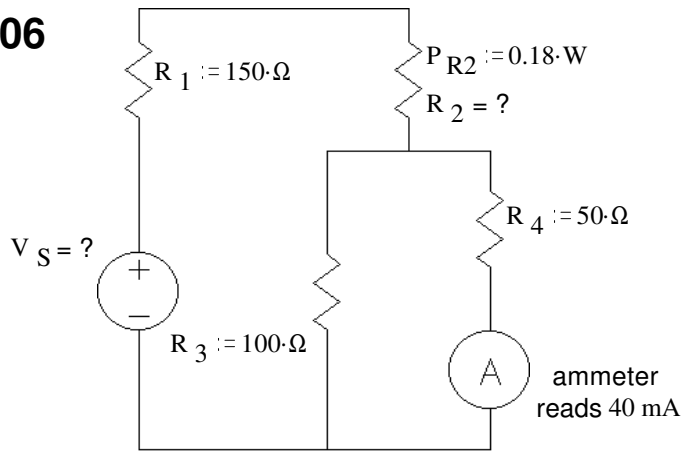 06
R 1 := 150·Ω
P R2 := 0.18·W
R 2 = ?
R 4 := 50·Ω
V S = ?
+
−
R 3 := 100·Ω
A
ammeter
reads 40 mA